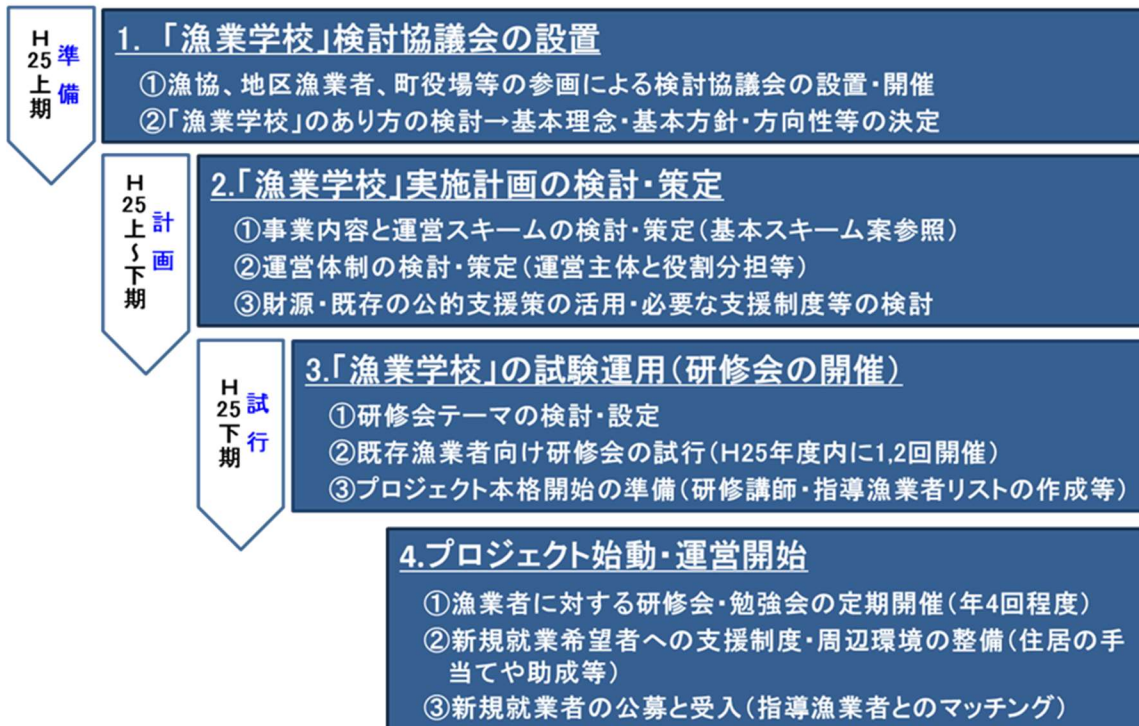 準備
H25上期
1. 「漁業学校」検討協議会の設置
①漁協、地区漁業者、町役場等の参画による検討協議会の設置・開催
②「漁業学校」のあり方の検討→基本理念・基本方針・方向性等の決定
計画
H25上～下期
2.「漁業学校」実施計画の検討・策定
①事業内容と運営スキームの検討・策定(基本スキーム案参照)
②運営体制の検討・策定(運営主体と役割分担等)
③財源・既存の公的支援策の活用・必要な支援制度等の検討
試行
H25下期
3.「漁業学校」の試験運用(研修会の開催)
①研修会テーマの検討・設定
②既存漁業者向け研修会の試行(H25年度内に1,2回開催)
③プロジェクト本格開始の準備(研修講師・指導漁業者リストの作成等)
4.プロジェクト始動・運営開始
①漁業者に対する研修会・勉強会の定期開催(年4回程度)
②新規就業希望者への支援制度・周辺環境の整備(住居の手
当てや助成等)
③新規就業者の公募と受入(指導漁業者とのマッチング)